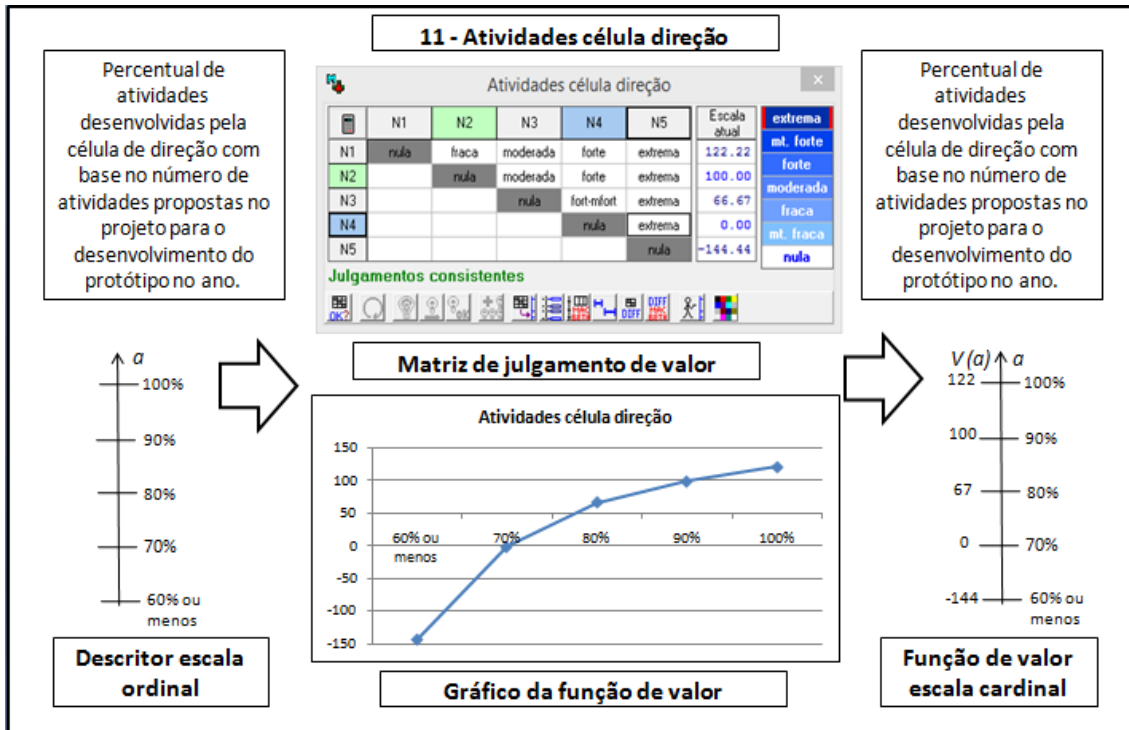 11 - Atividades célula direção
Percentual de
atividades
desenvolvidas pela
célula de direção com
base no número de
atividades propostas no
projeto para o
desenvolvimento do
protótipo no ano.
a
100%
90%
80%
70%
60% ou
menos
Descritor escala
ordinal
Atividades célula direção
N1 N2 N3 N4 N5 Escala
atual
N1 nula fraca moderada forte extrema 122.22
N2 nula moderada forte extrema 100.00
N3 nula fort-mfort extrema 66.67
N4 nula extrema 0.00
N5 nula -144.44
extrema
mt. forte
forte
moderada
fraca
mt. fraca
nula
Julgamentos consistentes
OK?
OK
DIFF
DIFF
Matriz de julgamento de valor
Atividades célula direção
150
100
50
0
-50
-100
-150
60% ou
menos
70%
80%
90%
100%
Gráfico da função de valor
Percentual de
atividades
desenvolvidas pela
célula de direção com
base no número de
atividades propostas no
projeto para o
desenvolvimento do
protótipo no ano.
V (a) a
122 100%
100 90%
67 80%
0 70%
-144 60% ou
menos
Função de valor
escala cardinal